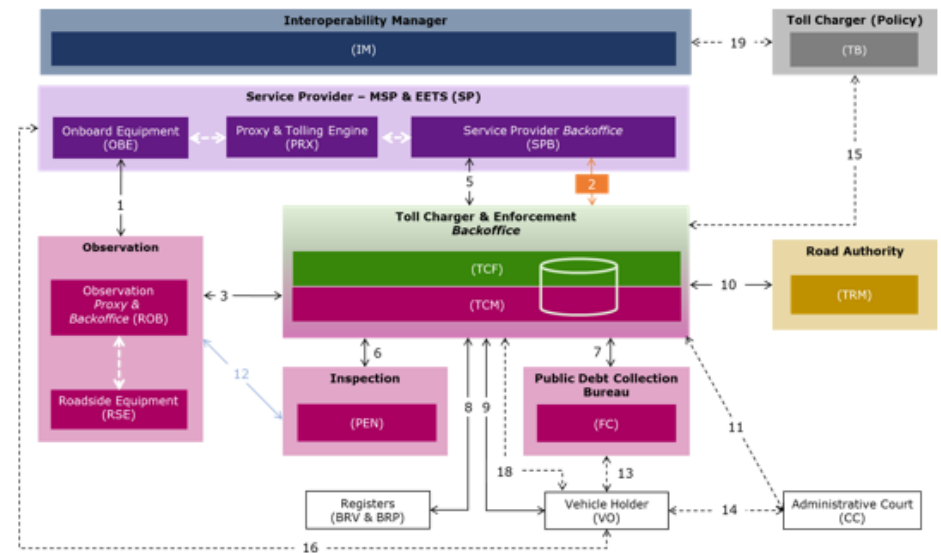 Interoperability Manager
(IM)
Toll Charger (Policy)
(TB)
19
Service Provider – MSP & EETS (SP)
Onboard Equipment
(OBE)
Proxy & Tolling Engine
(PRX)
Service Provider Backoffice
(SPB)
15
1
5
2
Toll Charger & Enforcement
Backoffice
(TCF)
(TCM)
Observation
Observation
Proxy &
Backoffice (ROB)
Roadside Equipment
(RSE)
3
10
Road Authority
(TRM)
12
6
7
Inspection
(PEN)
8
9
Public Debt Collection
Bureau
(FC)
11
18
13
Registers
(BRV & BRP)
Vehicle Holder
(VO)
14
Administrative Court
(CC)
16